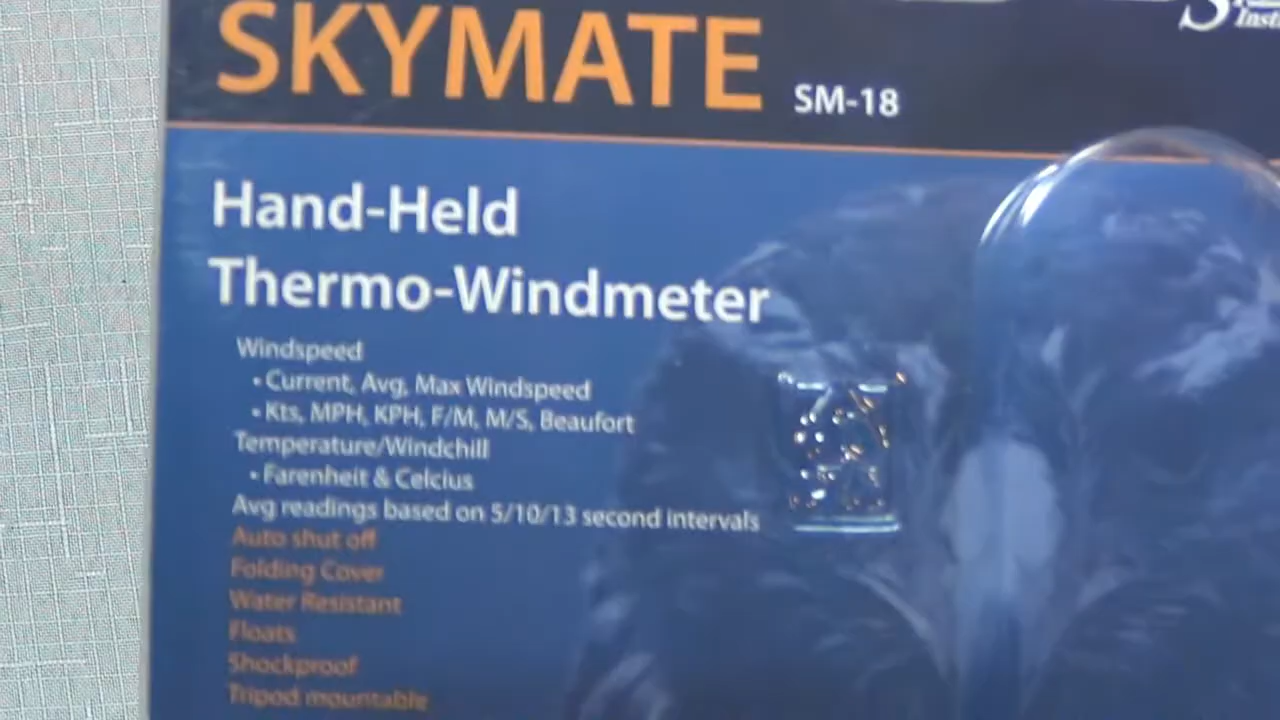 SKYMATE SM-18
Hand-Held
Thermo-Windmeter
Windspeed
• Current, Avg, Max Windspeed
• Kts, MPH, KPH, F/M, M/S, Beaufort
Temperature/Windchill
• Farenheit & Celcius
Avg readings based on 5/10/13 second intervals
Auto shut off
Folding Cover
Water Resistant
Floats
Shockproof
Tripod mountable